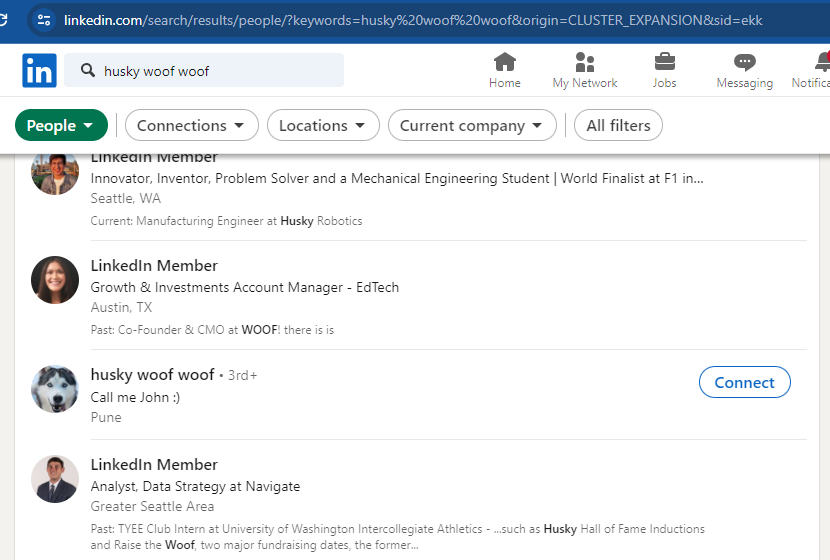 linkedin.com/search/results/people/?keywords=husky%20woof%20woof&origin=CLUSTER_EXPANSION&sid=ekk
in
husky woof woof
Home
My Network
Jobs
Messaging
Notifica
People
Connections
Locations
Current company
All filters
LinkedIn Member
Innovator, Inventor, Problem Solver and a Mechanical Engineering Student | World Finalist at F1 in...
Seattle, WA
Current: Manufacturing Engineer at Husky Robotics
LinkedIn Member
Growth & Investments Account Manager - EdTech
Austin, TX
Past: Co-Founder & CMO at WOOF! there is is
husky woof woof • 3rd+
Connect
Call me John :)
Pune
LinkedIn Member
Analyst, Data Strategy at Navigate
Greater Seattle Area
Past: TYEE Club Intern at University of Washington Intercollegiate Athletics - ...such as Husky Hall of Fame Inductions
and Raise the Woof, two major fundraising dates, the former...